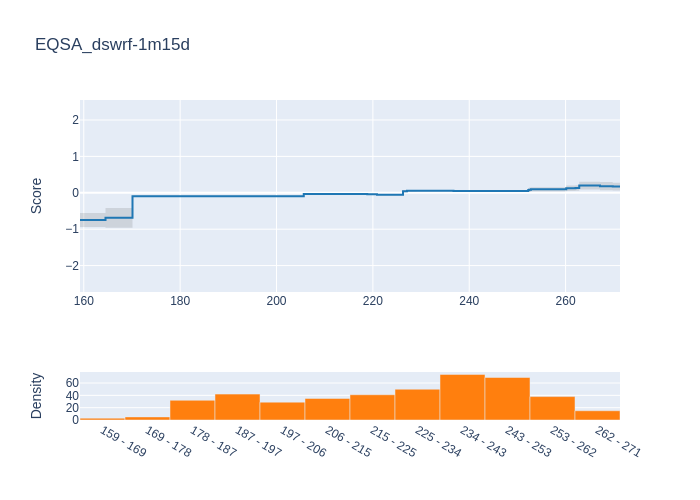 EQSA_dswrf-1m15d
Score
2
1
0
−1
−2
160 180 200 220 240 260
Density
60
40
20
0
159 - 169 169 - 178 178 - 187 187 - 197 197 - 206 206 - 215 215 - 225 225 - 234 234 - 243 243 - 253 253 - 262 262 - 271